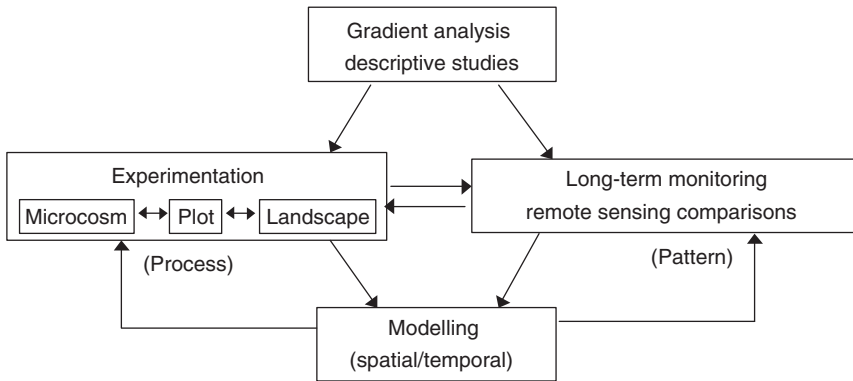 Gradient analysis
descriptive studies
Experimentation
Microcosm
Plot
Landscape
Long-term monitoring
remote sensing comparisons
(Process)
(Pattern)
Modelling
(spatial/temporal)